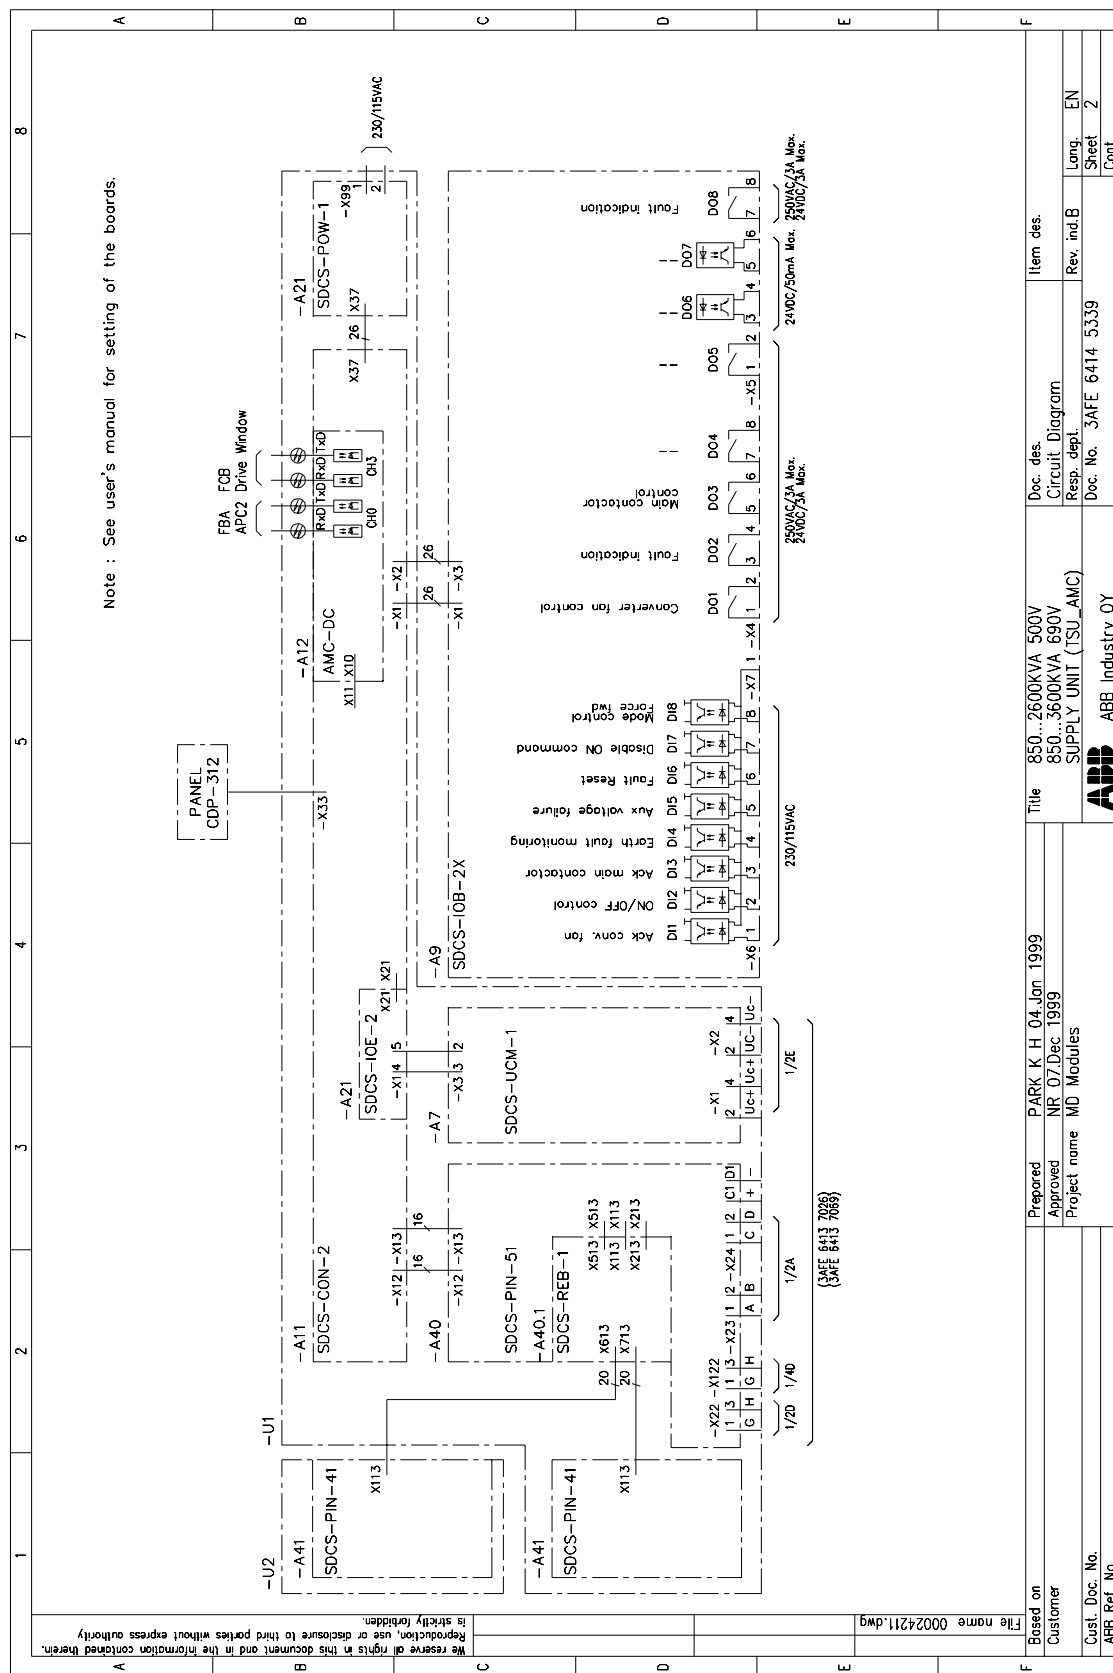 A B C D E F
8
7
6
5
4
3
2
1
A B C D E F
Note : See user's manual for setting of the boards.
PANEL
CDP-312
-X33
FBA FCB
APC2 Drive Window
RxD TxD RxD TxD
CH0 CH3
-U2
-A41
SDCS-PIN-41
X113
-A41
SDCS-PIN-41
X113
-U1
-A11
SDCS-CON-2
-X12 -X13
16 16
-X12 -X13
-A40
SDCS-PIN-51
-A40.1
SDCS-REB-1
X513 X513
X113 X113
X213 X213
X613
X713
20
20
-X22 -X122 -X23 -X24
1 3 1 3 1 2 1 2 C1 D1
G H G H A B C D + -
1/2D 1/4D 1/2A
-A21
SDCS-IOE-2
X21 X21
-X1 4 5
-X3 3 2
-A7
SDCS-UCM-1
-X1 -X2
2 4 2 4
Uc+ Uc+ UC- Uc-
1/2E
(3AFE 6413 7026)
(3AFE 6413 7069)
-A12
AMC-DC
X11 X10
-X1 -X2
26 26
-X1 -X3
-A21
SDCS-POW-1
X37 26 X37
-X99
1
2
230/115VAC
-A9
SDCS-IOB-2X
Ack conv. fan
ON/OFF control
Ack main contactor
Earth fault monitoring
Aux voltage failure
Fault Reset
Disable ON command
Mode control
Force fwd
Converter fan control
Fault indication
Main contactor
control
--
--
--
--
Fault indication
DI1 DI2 DI3 DI4 DI5 DI6 DI7 DI8
DO1 DO2 DO3 DO4 DO5 DO6 DO7 DO8
-X6 1 2 3 4 5 6 7 8 -X7 1
-X4 1 2 3 4 5 6 7 8
-X5 1 2 3 4 5 6 7 8
230/115VAC
250VAC/3A Max.
24VDC/3A Max.
24VDC/50mA Max.
250VAC/3A Max.
24VDC/3A Max.
We reserve all rights in this document and in the information contained therein.
Reproduction, use or disclosure to third parties without express authority
is strictly forbidden.
File name 00024211.dwg
Based on
Customer
Cust. Doc. No.
ABB Ref. No.
Prepared PARK K H 04.Jan 1999
Approved NR 07.Dec 1999
Project name MD Modules
Title 850...2600KVA 500V
850...3600KVA 690V
SUPPLY UNIT (TSU_AMC)
ABB ABB Industry OY
Doc. des.
Circuit Diagram
Resp. dept.
Doc. No. 3AFE 6414 5339
Item des.
Rev. ind. B
Lang. EN
Sheet 2
Cont.